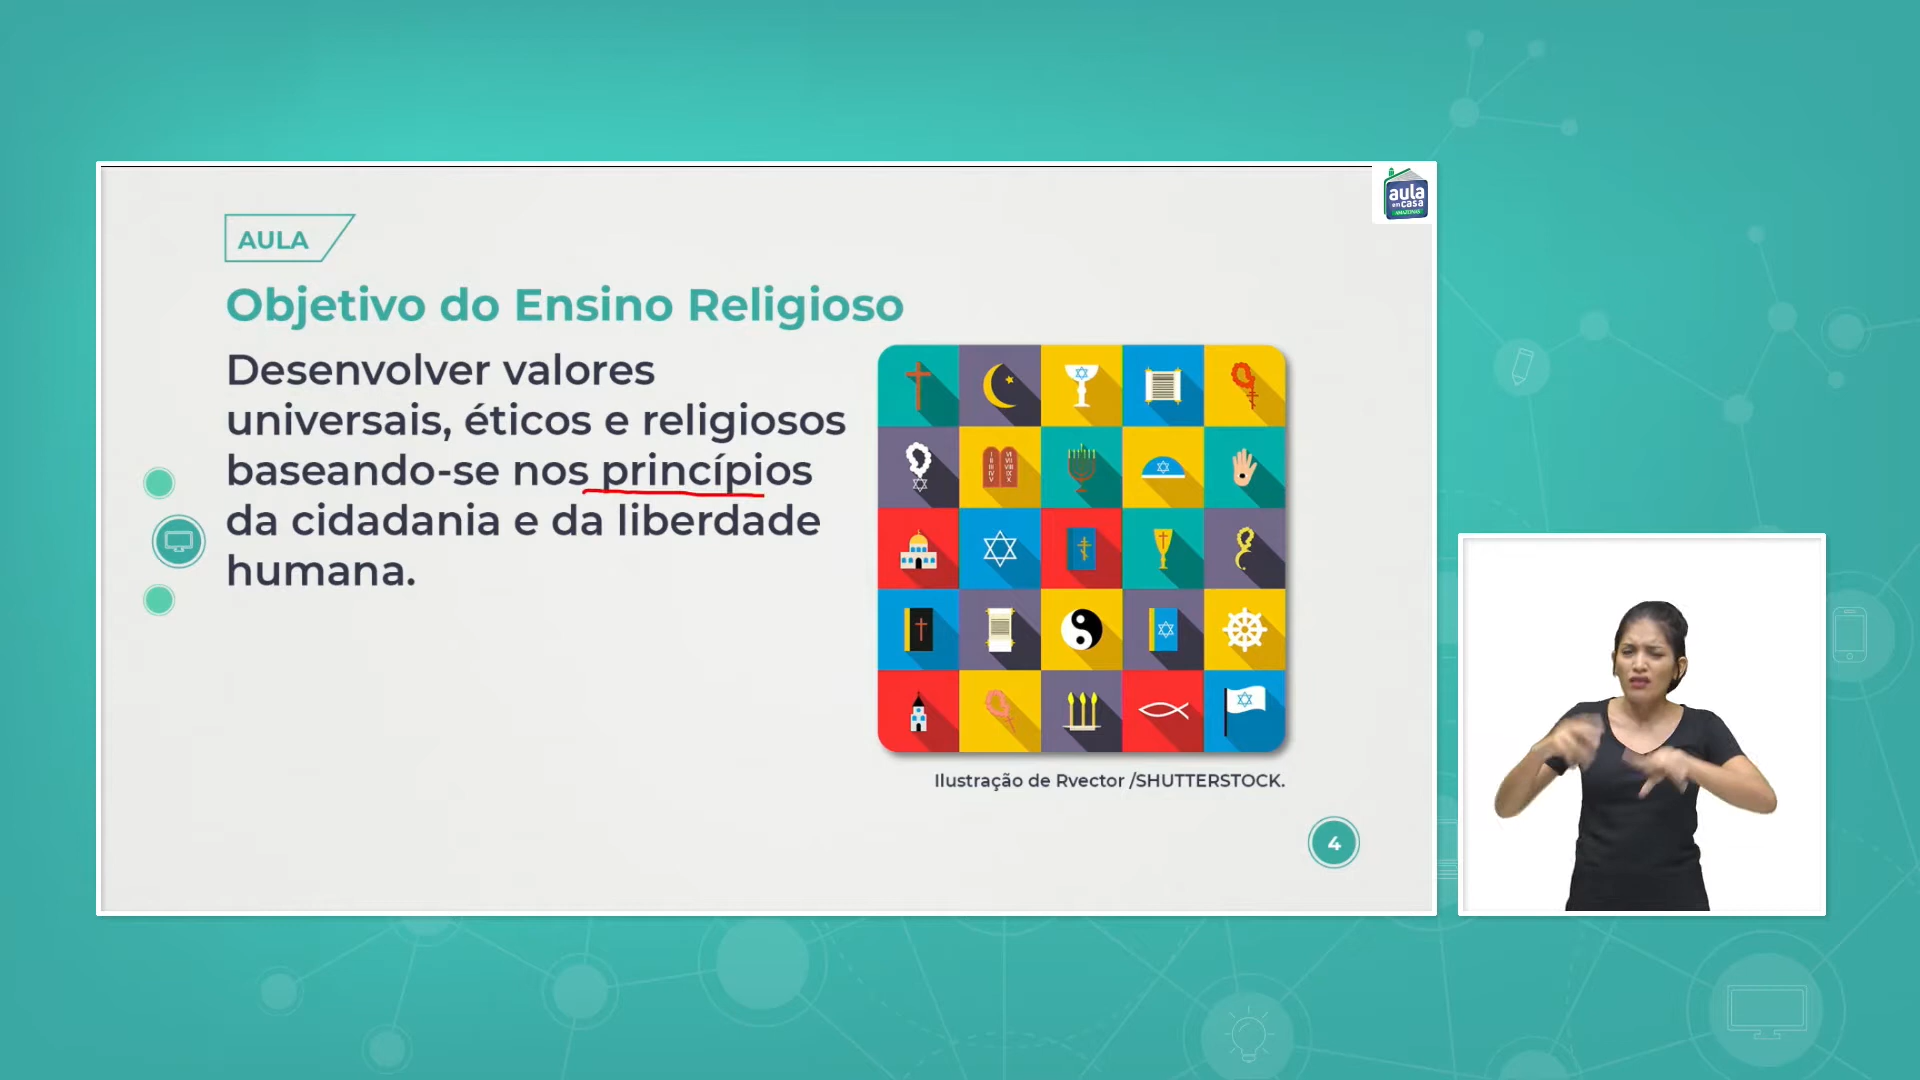 aula
em casa
AMAZONAS
AULA
Objetivo do Ensino Religioso
Desenvolver valores
universais, éticos e religiosos
baseando-se nos princípios
da cidadania e da liberdade
humana.
Ilustração de Rvector /SHUTTERSTOCK.
4